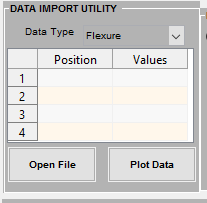 DATA IMPORT UTILITY
Data Type Flexure
Position Values
1
2
3
4
Open File Plot Data